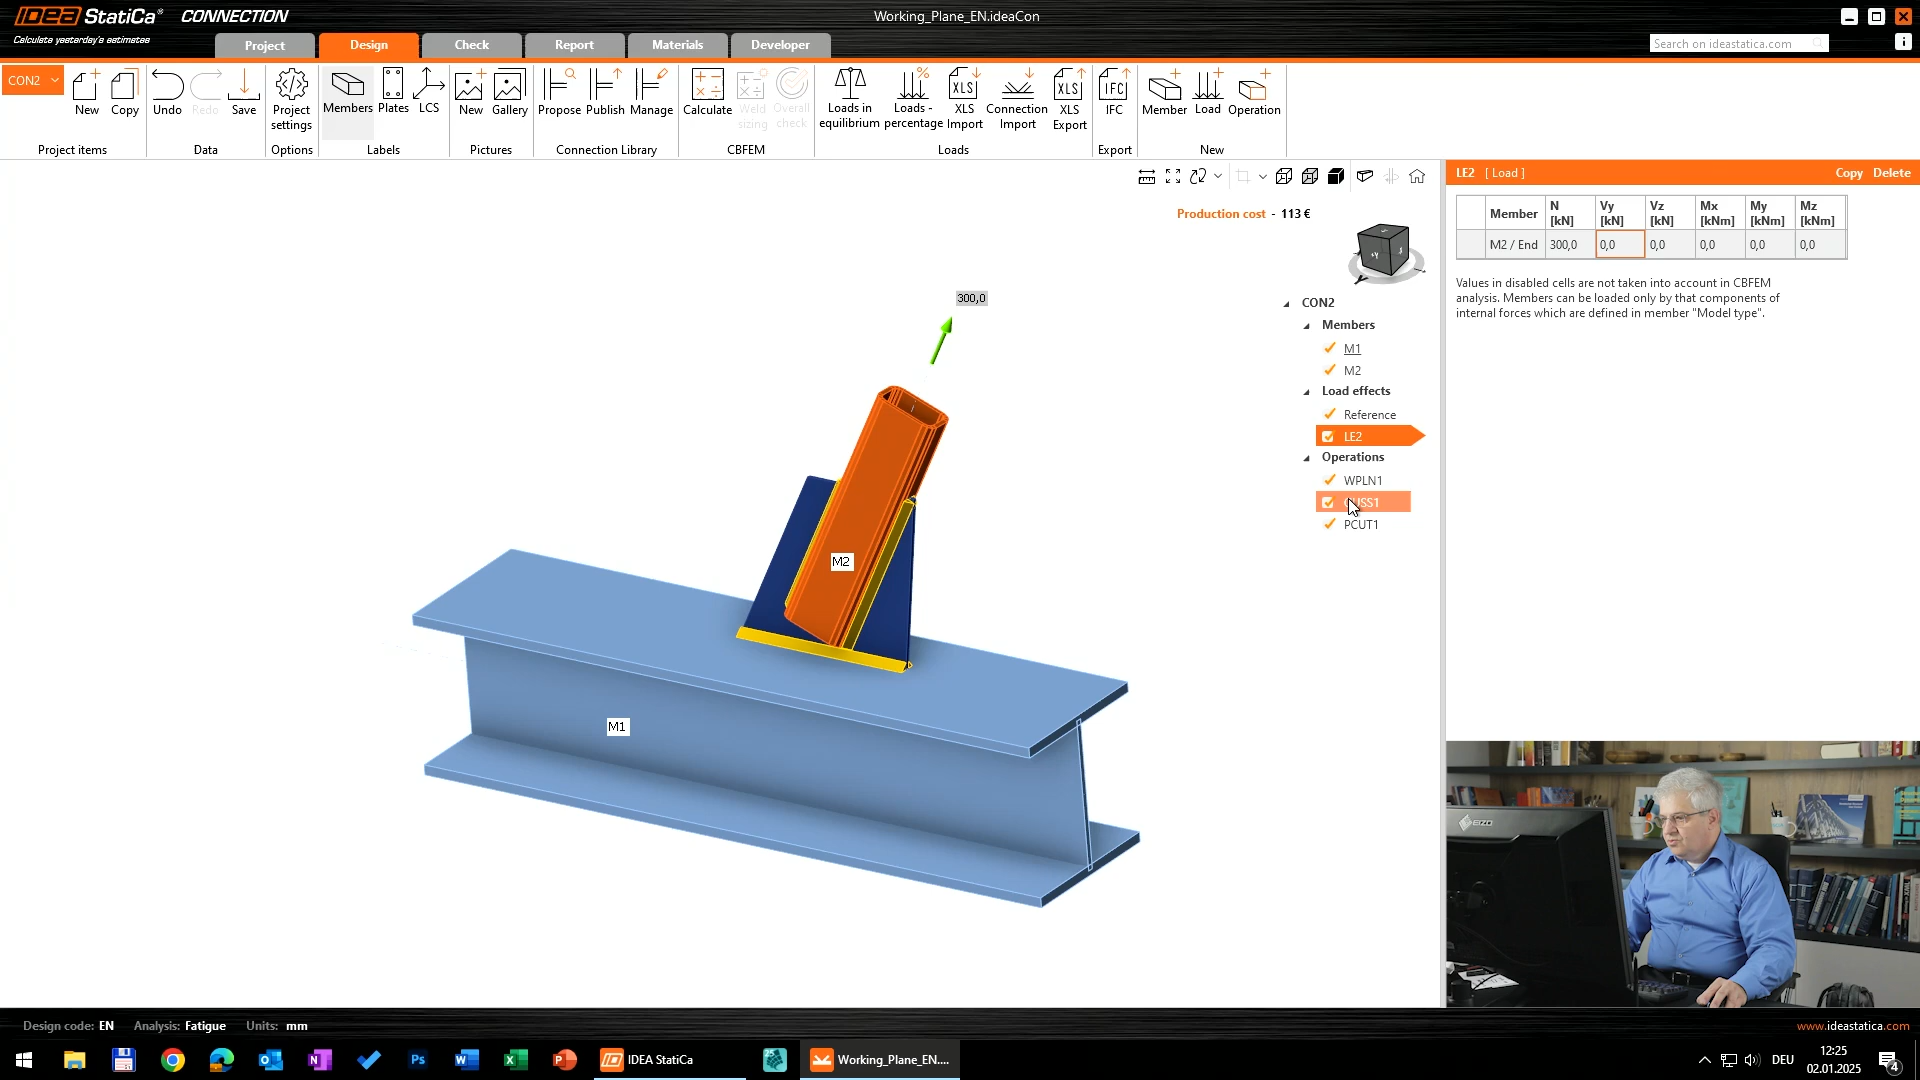 IDEA StatiCa® CONNECTION
Calculate yesterday's estimates
Working_Plane_EN.ideaCon
Project
Design
Check
Report
Materials
Developer
Search on ideastatica.com
CON2
New
Copy
Undo
Redo
Save
Project settings
Members
Plates
LCS
New
Gallery
Propose
Publish
Manage
Calculate
Weld sizing
Overall check
Loads in equilibrium
Loads - percentage
XLS Import
Connection Import
XLS Export
IFC
Member
Load
Operation
Project items
Data
Options
Labels
Pictures
Connection Library
CBFEM
Loads
Export
New
Production cost - 113 €
300,0
M2
M1
CON2
Members
M1
M2
Load effects
Reference
LE2
Operations
WPLN1
PCUT1
LE2 [ Load ]
Copy Delete
Member N [kN] Vy [kN] Vz [kN] Mx [kNm] My [kNm] Mz [kNm]
M2 / End 300,0 0,0 0,0 0,0 0,0 0,0
Values in disabled cells are not taken into account in CBFEM
analysis. Members can be loaded only by that components of
internal forces which are defined in member "Model type".
EIZO
Design code: EN Analysis: Fatigue Units: mm
www.ideastatica.com
IDEA StatiCa
Working_Plane_EN....
DEU
12:25
02.01.2025
4